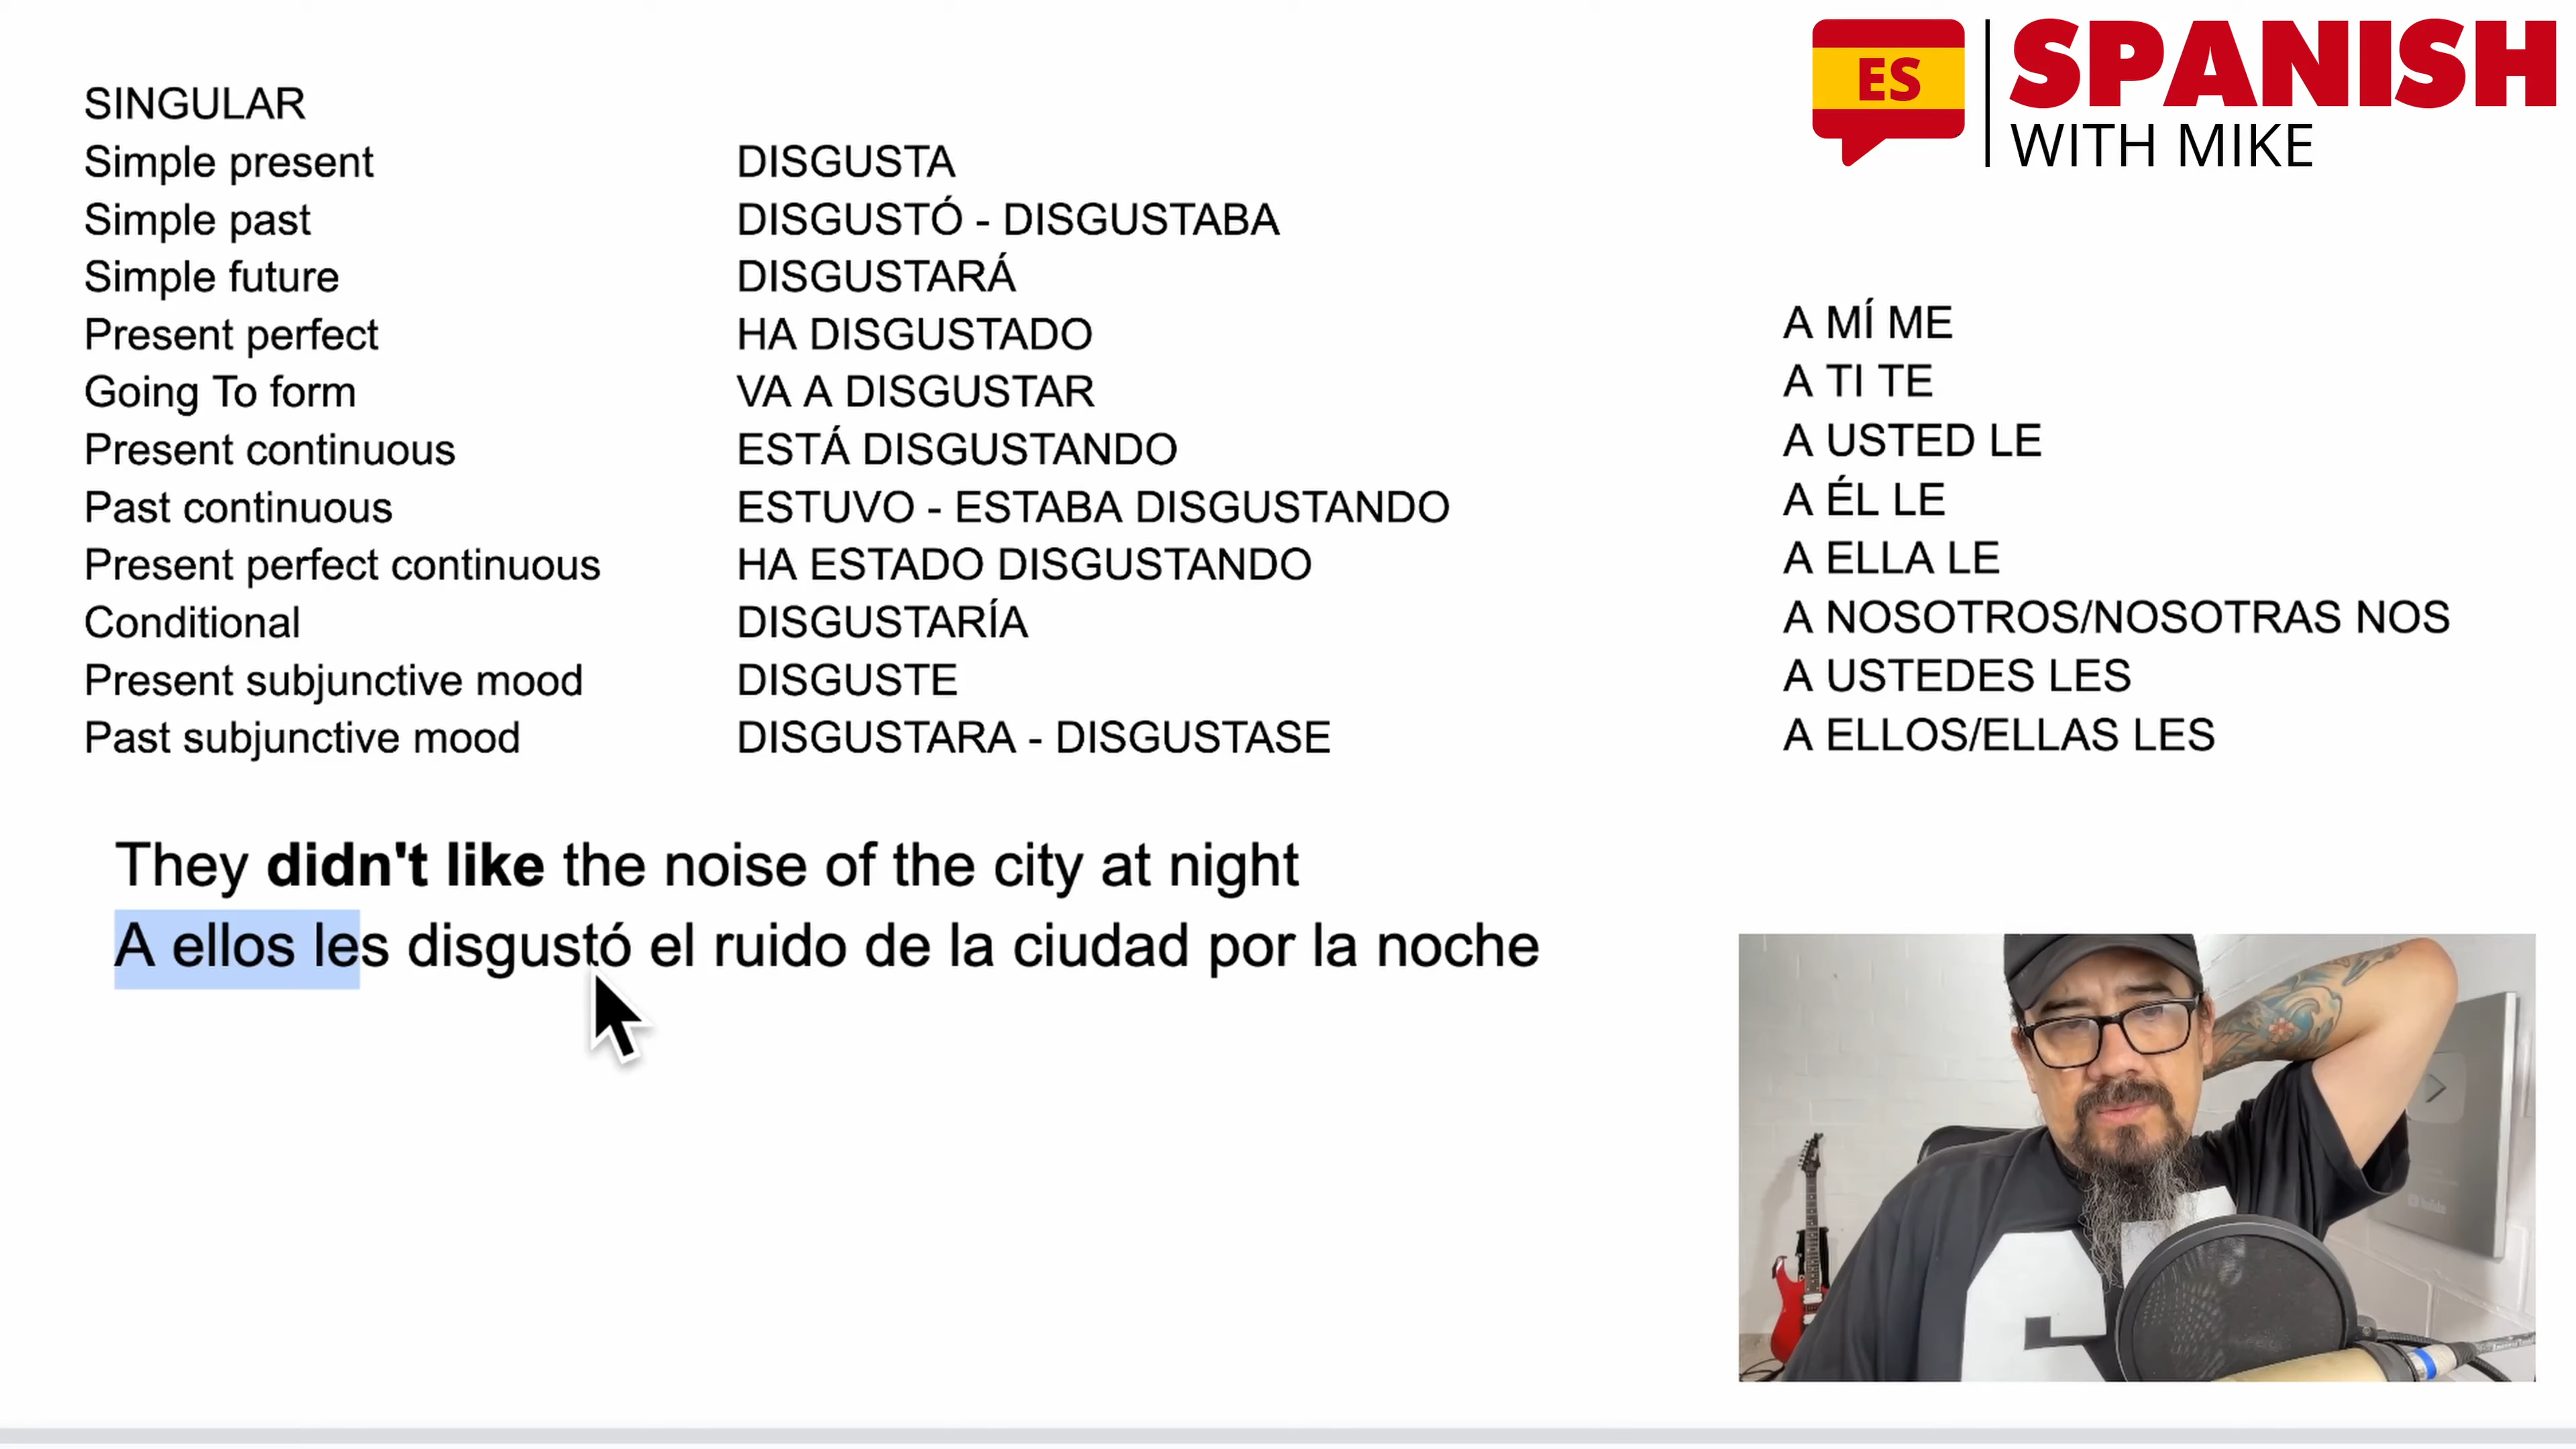 ES
SPANISH
WITH MIKE
SINGULAR
Simple present DISGUSTA
Simple past DISGUSTÓ - DISGUSTABA
Simple future DISGUSTARÁ
Present perfect HA DISGUSTADO
Going To form VA A DISGUSTAR
Present continuous ESTÁ DISGUSTANDO
Past continuous ESTUVO - ESTABA DISGUSTANDO
Present perfect continuous HA ESTADO DISGUSTANDO
Conditional DISGUSTARÍA
Present subjunctive mood DISGUSTE
Past subjunctive mood DISGUSTARA - DISGUSTASE
A MÍ ME
A TI TE
A USTED LE
A ÉL LE
A ELLA LE
A NOSOTROS/NOSOTRAS NOS
A USTEDES LES
A ELLOS/ELLAS LES
They didn't like the noise of the city at night
A ellos les disgustó el ruido de la ciudad por la noche